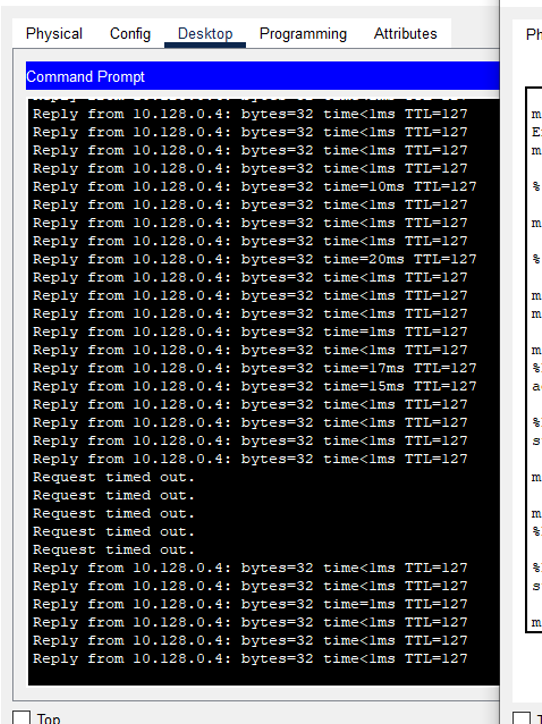 Physical Config Desktop Programming Attributes
Command Prompt
Reply from 10.128.0.4: bytes=32 time<1ms TTL=127
Reply from 10.128.0.4: bytes=32 time<1ms TTL=127
Reply from 10.128.0.4: bytes=32 time<1ms TTL=127
Reply from 10.128.0.4: bytes=32 time<1ms TTL=127
Reply from 10.128.0.4: bytes=32 time=10ms TTL=127
Reply from 10.128.0.4: bytes=32 time<1ms TTL=127
Reply from 10.128.0.4: bytes=32 time<1ms TTL=127
Reply from 10.128.0.4: bytes=32 time<1ms TTL=127
Reply from 10.128.0.4: bytes=32 time=20ms TTL=127
Reply from 10.128.0.4: bytes=32 time<1ms TTL=127
Reply from 10.128.0.4: bytes=32 time<1ms TTL=127
Reply from 10.128.0.4: bytes=32 time<1ms TTL=127
Reply from 10.128.0.4: bytes=32 time=1ms TTL=127
Reply from 10.128.0.4: bytes=32 time<1ms TTL=127
Reply from 10.128.0.4: bytes=32 time=17ms TTL=127
Reply from 10.128.0.4: bytes=32 time=15ms TTL=127
Reply from 10.128.0.4: bytes=32 time<1ms TTL=127
Reply from 10.128.0.4: bytes=32 time<1ms TTL=127
Reply from 10.128.0.4: bytes=32 time<1ms TTL=127
Reply from 10.128.0.4: bytes=32 time<1ms TTL=127
Request timed out.
Request timed out.
Request timed out.
Request timed out.
Request timed out.
Reply from 10.128.0.4: bytes=32 time<1ms TTL=127
Reply from 10.128.0.4: bytes=32 time<1ms TTL=127
Reply from 10.128.0.4: bytes=32 time=1ms TTL=127
Reply from 10.128.0.4: bytes=32 time<1ms TTL=127
Reply from 10.128.0.4: bytes=32 time<1ms TTL=127
Reply from 10.128.0.4: bytes=32 time<1ms TTL=127
Top